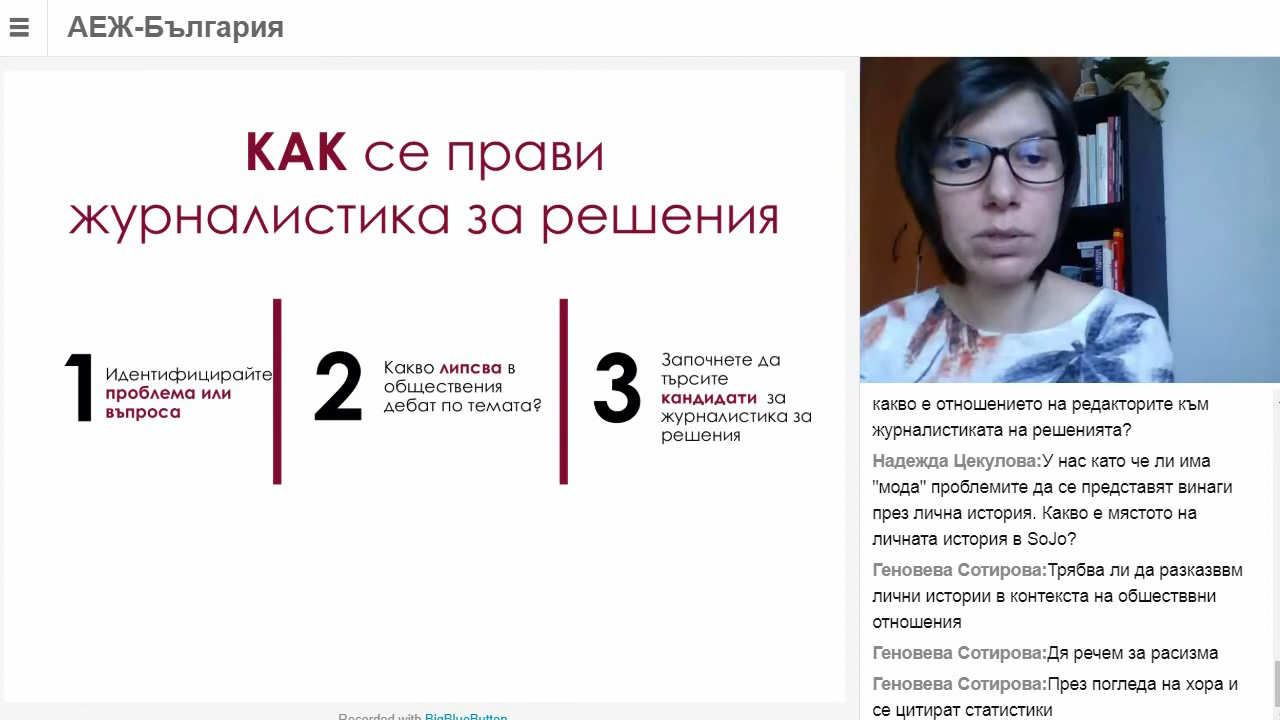 АЕЖ-България
КАК се прави
журналистика за решения
1
Идентифицирайте
проблема или
въпроса
2
Какво липсва в
обществения
дебат по темата?
3
Започнете да
търсите
кандидати за
журналистика за
решения
какво е отношението на редакторите към
журналистиката на решенията?
Надежда Цекулова:У нас като че ли има
"мода" проблемите да се представят винаги
през лична история. Какво е мястото на
личната история в SoJo?
Геновева Сотирова:Трябва ли да разказввм
лични истории в контекста на обшестввни
отношения
Геновева Сотирова:Дя речем за расизма
Геновева Сотирова:През погледа на хора и
се цитират статистики
Recorded with BigBlueButton